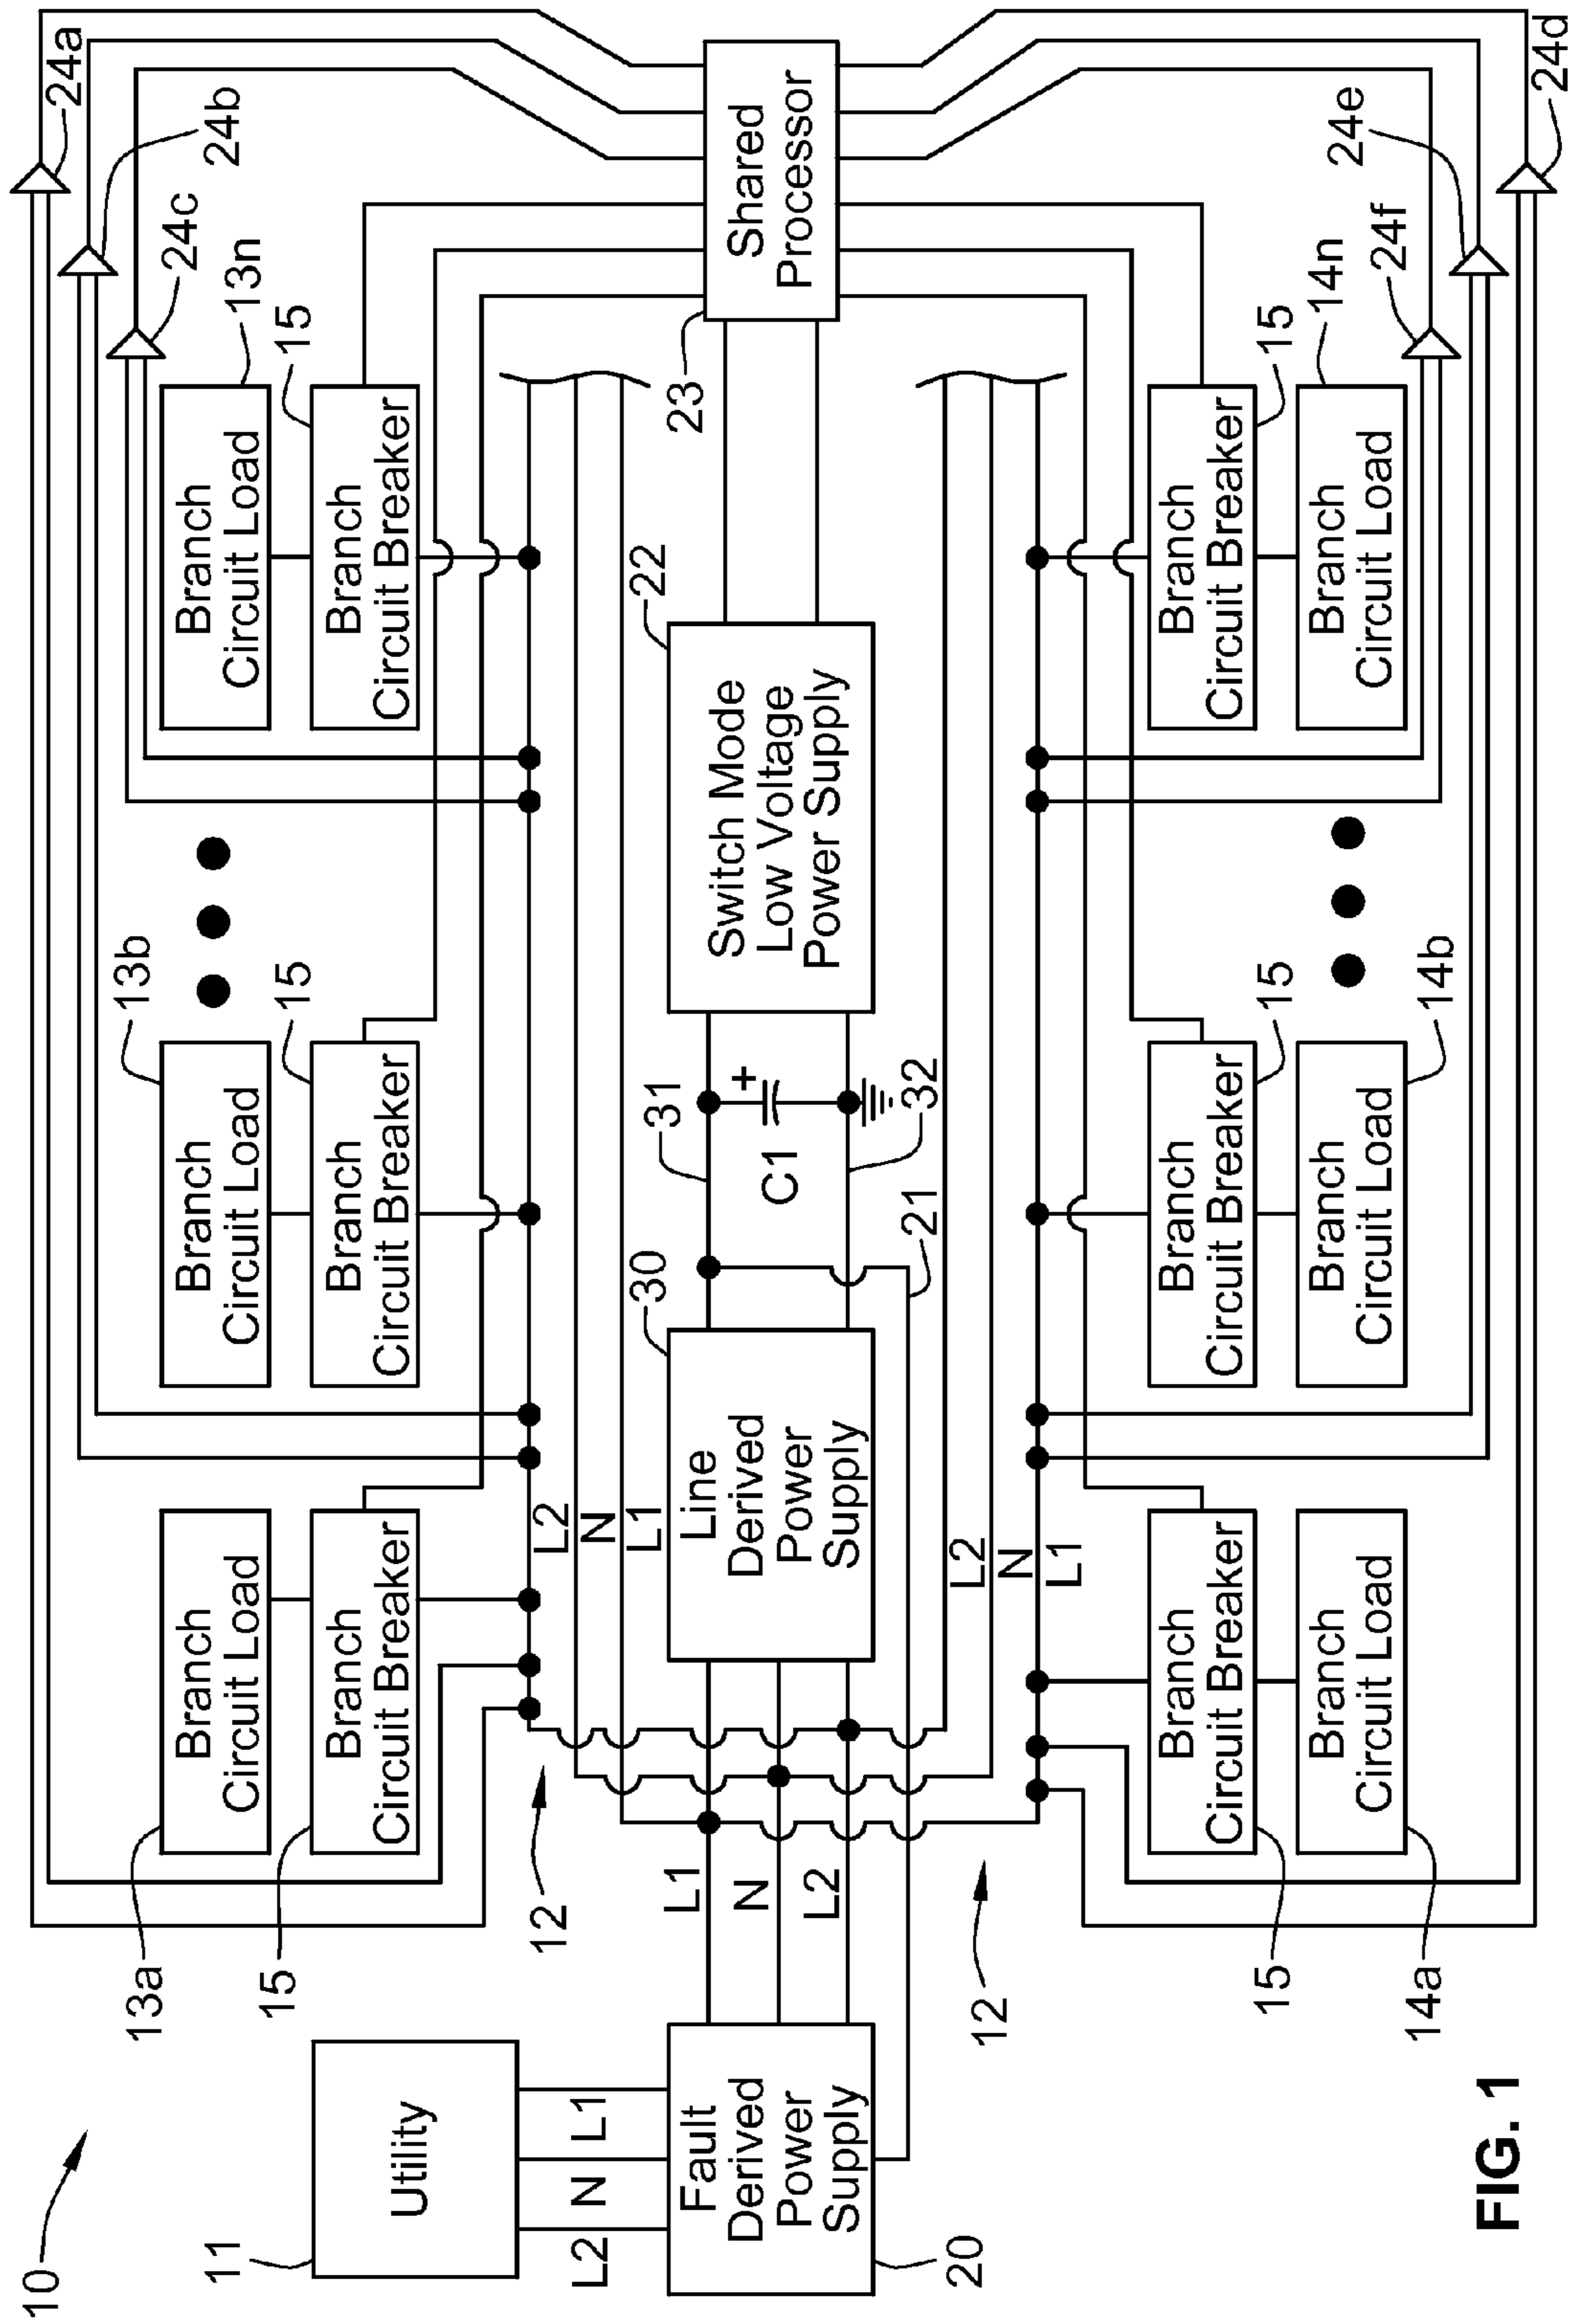 10
11
Utility
L2
N
L1
Fault
Derived
Power
Supply
20
L1
N
L2
12
12
13a
Branch
Circuit Load
15
Branch
Circuit Breaker
13b
Branch
Circuit Load
15
Branch
Circuit Breaker
13n
Branch
Circuit Load
15
Branch
Circuit Breaker
24a
24b
24c
L2
N
L1
30
Line
Derived
Power
Supply
31
+
C1
32
21
22
Switch Mode
Low Voltage
Power Supply
23
Shared
Processor
L2
N
L1
15
Branch
Circuit Breaker
14a
Branch
Circuit Load
15
Branch
Circuit Breaker
14b
Branch
Circuit Load
15
Branch
Circuit Breaker
14n
Branch
Circuit Load
24f
24e
24d
FIG. 1